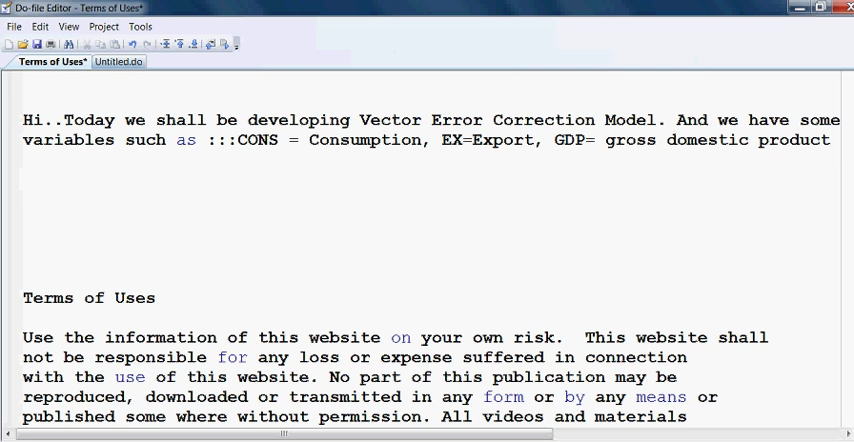 Do-file Editor - Terms of Uses*
File Edit View Project Tools
Terms of Uses* Untitled.do
Hi..Today we shall be developing Vector Error Correction Model. And we have some
variables such as :::CONS = Consumption, EX=Export, GDP= gross domestic product
Terms of Uses
Use the information of this website on your own risk. This website shall
not be responsible for any loss or expense suffered in connection
with the use of this website. No part of this publication may be
reproduced, downloaded or transmitted in any form or by any means or
published some where without permission. All videos and materials